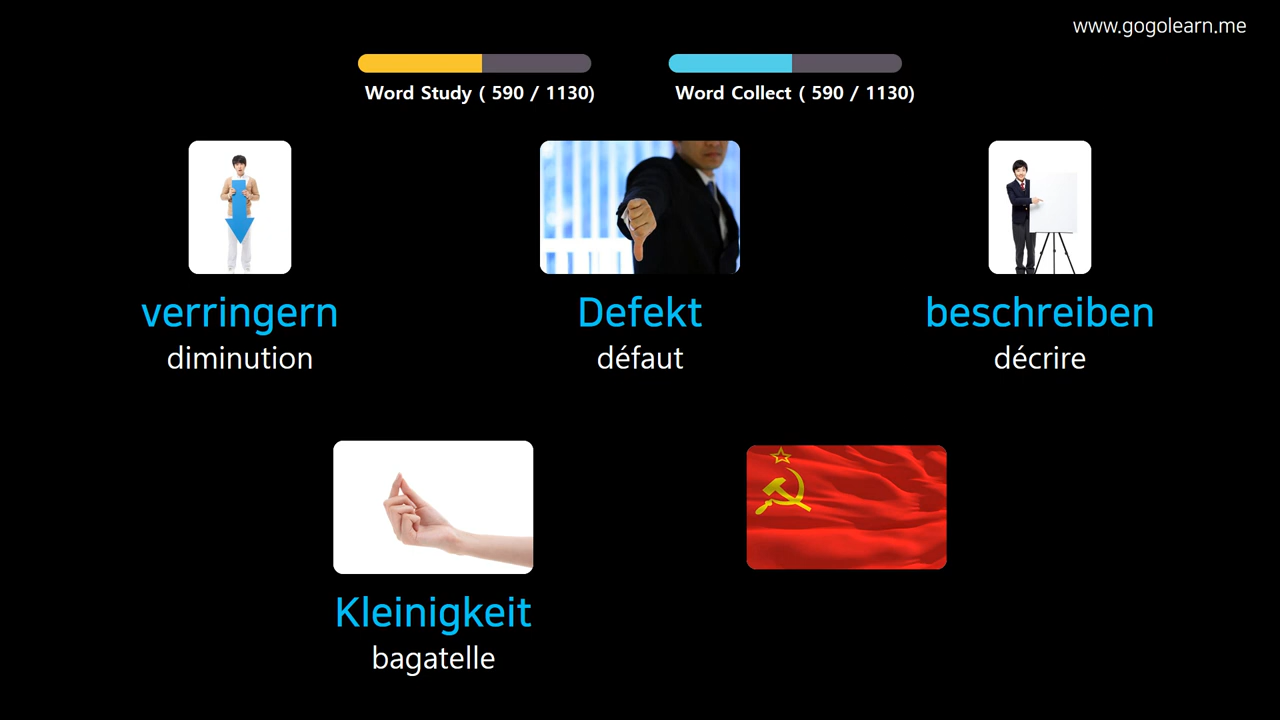 www.gogolearn.me
Word Study ( 590 / 1130)
Word Collect ( 590 / 1130)
verringern
diminution
Defekt
défaut
beschreiben
décrire
Kleinigkeit
bagatelle